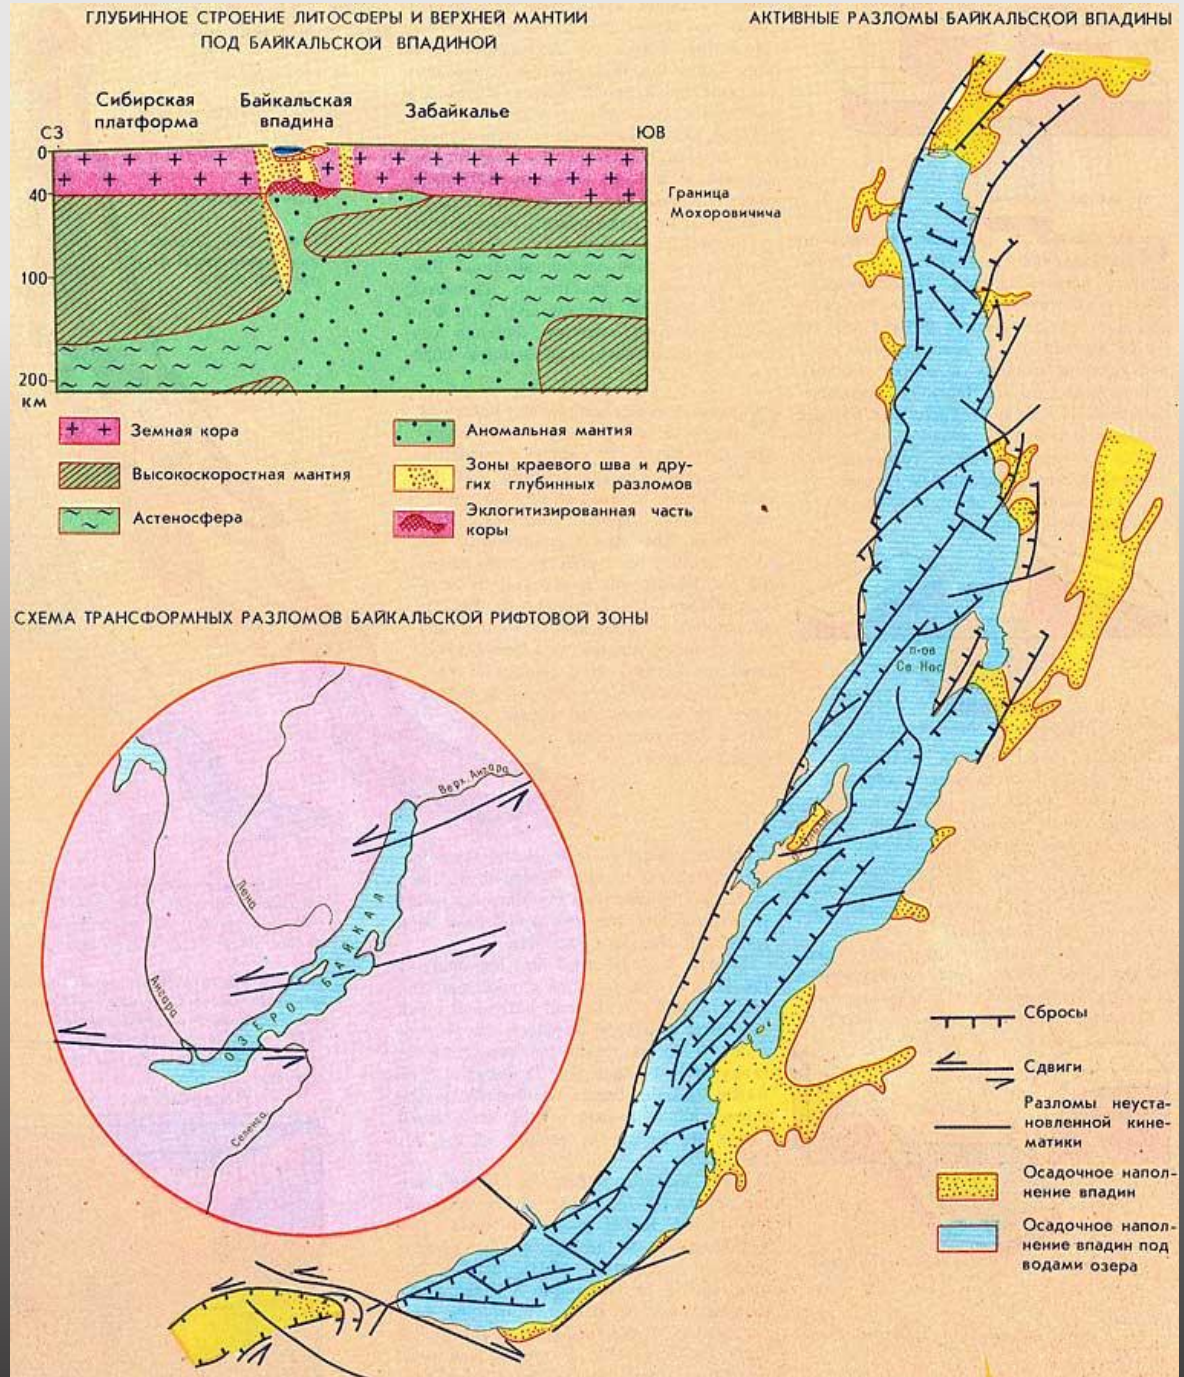 ГЛУБИННОЕ СТРОЕНИЕ ЛИТОСФЕРЫ И ВЕРХНЕЙ МАНТИИ
ПОД БАЙКАЛЬСКОЙ ВПАДИНОЙ
Сибирская
платформа
Байкальская
впадина
Забайкалье
СЗ
ЮВ
0
40
100
200
км
Граница
Мохоровичича
Земная кора
Высокоскоростная мантия
Астеносфера
Аномальная мантия
Зоны краевого шва и дру-
гих глубинных разломов
Эклогитизированная часть
коры
СХЕМА ТРАНСФОРМНЫХ РАЗЛОМОВ БАЙКАЛЬСКОЙ РИФТОВОЙ ЗОНЫ
Верх. Ангара
Лена
Ангара
ОЗЕРО БАЙКАЛ
Селенга
АКТИВНЫЕ РАЗЛОМЫ БАЙКАЛЬСКОЙ ВПАДИНЫ
п-ов
Св. Нос
Сбросы
Сдвиги
Разломы неуста-
новленной кине-
матики
Осадочное напол-
нение впадин
Осадочное напол-
нение впадин под
водами озера